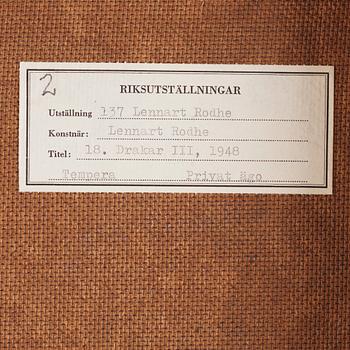 2
RIKSUTSTÄLLNINGAR
Utställning 137 Lennart Rodhe
Konstnär: Lennart Rodhe
Titel: 18. Drakar III, 1948
Tempera Privat ägo